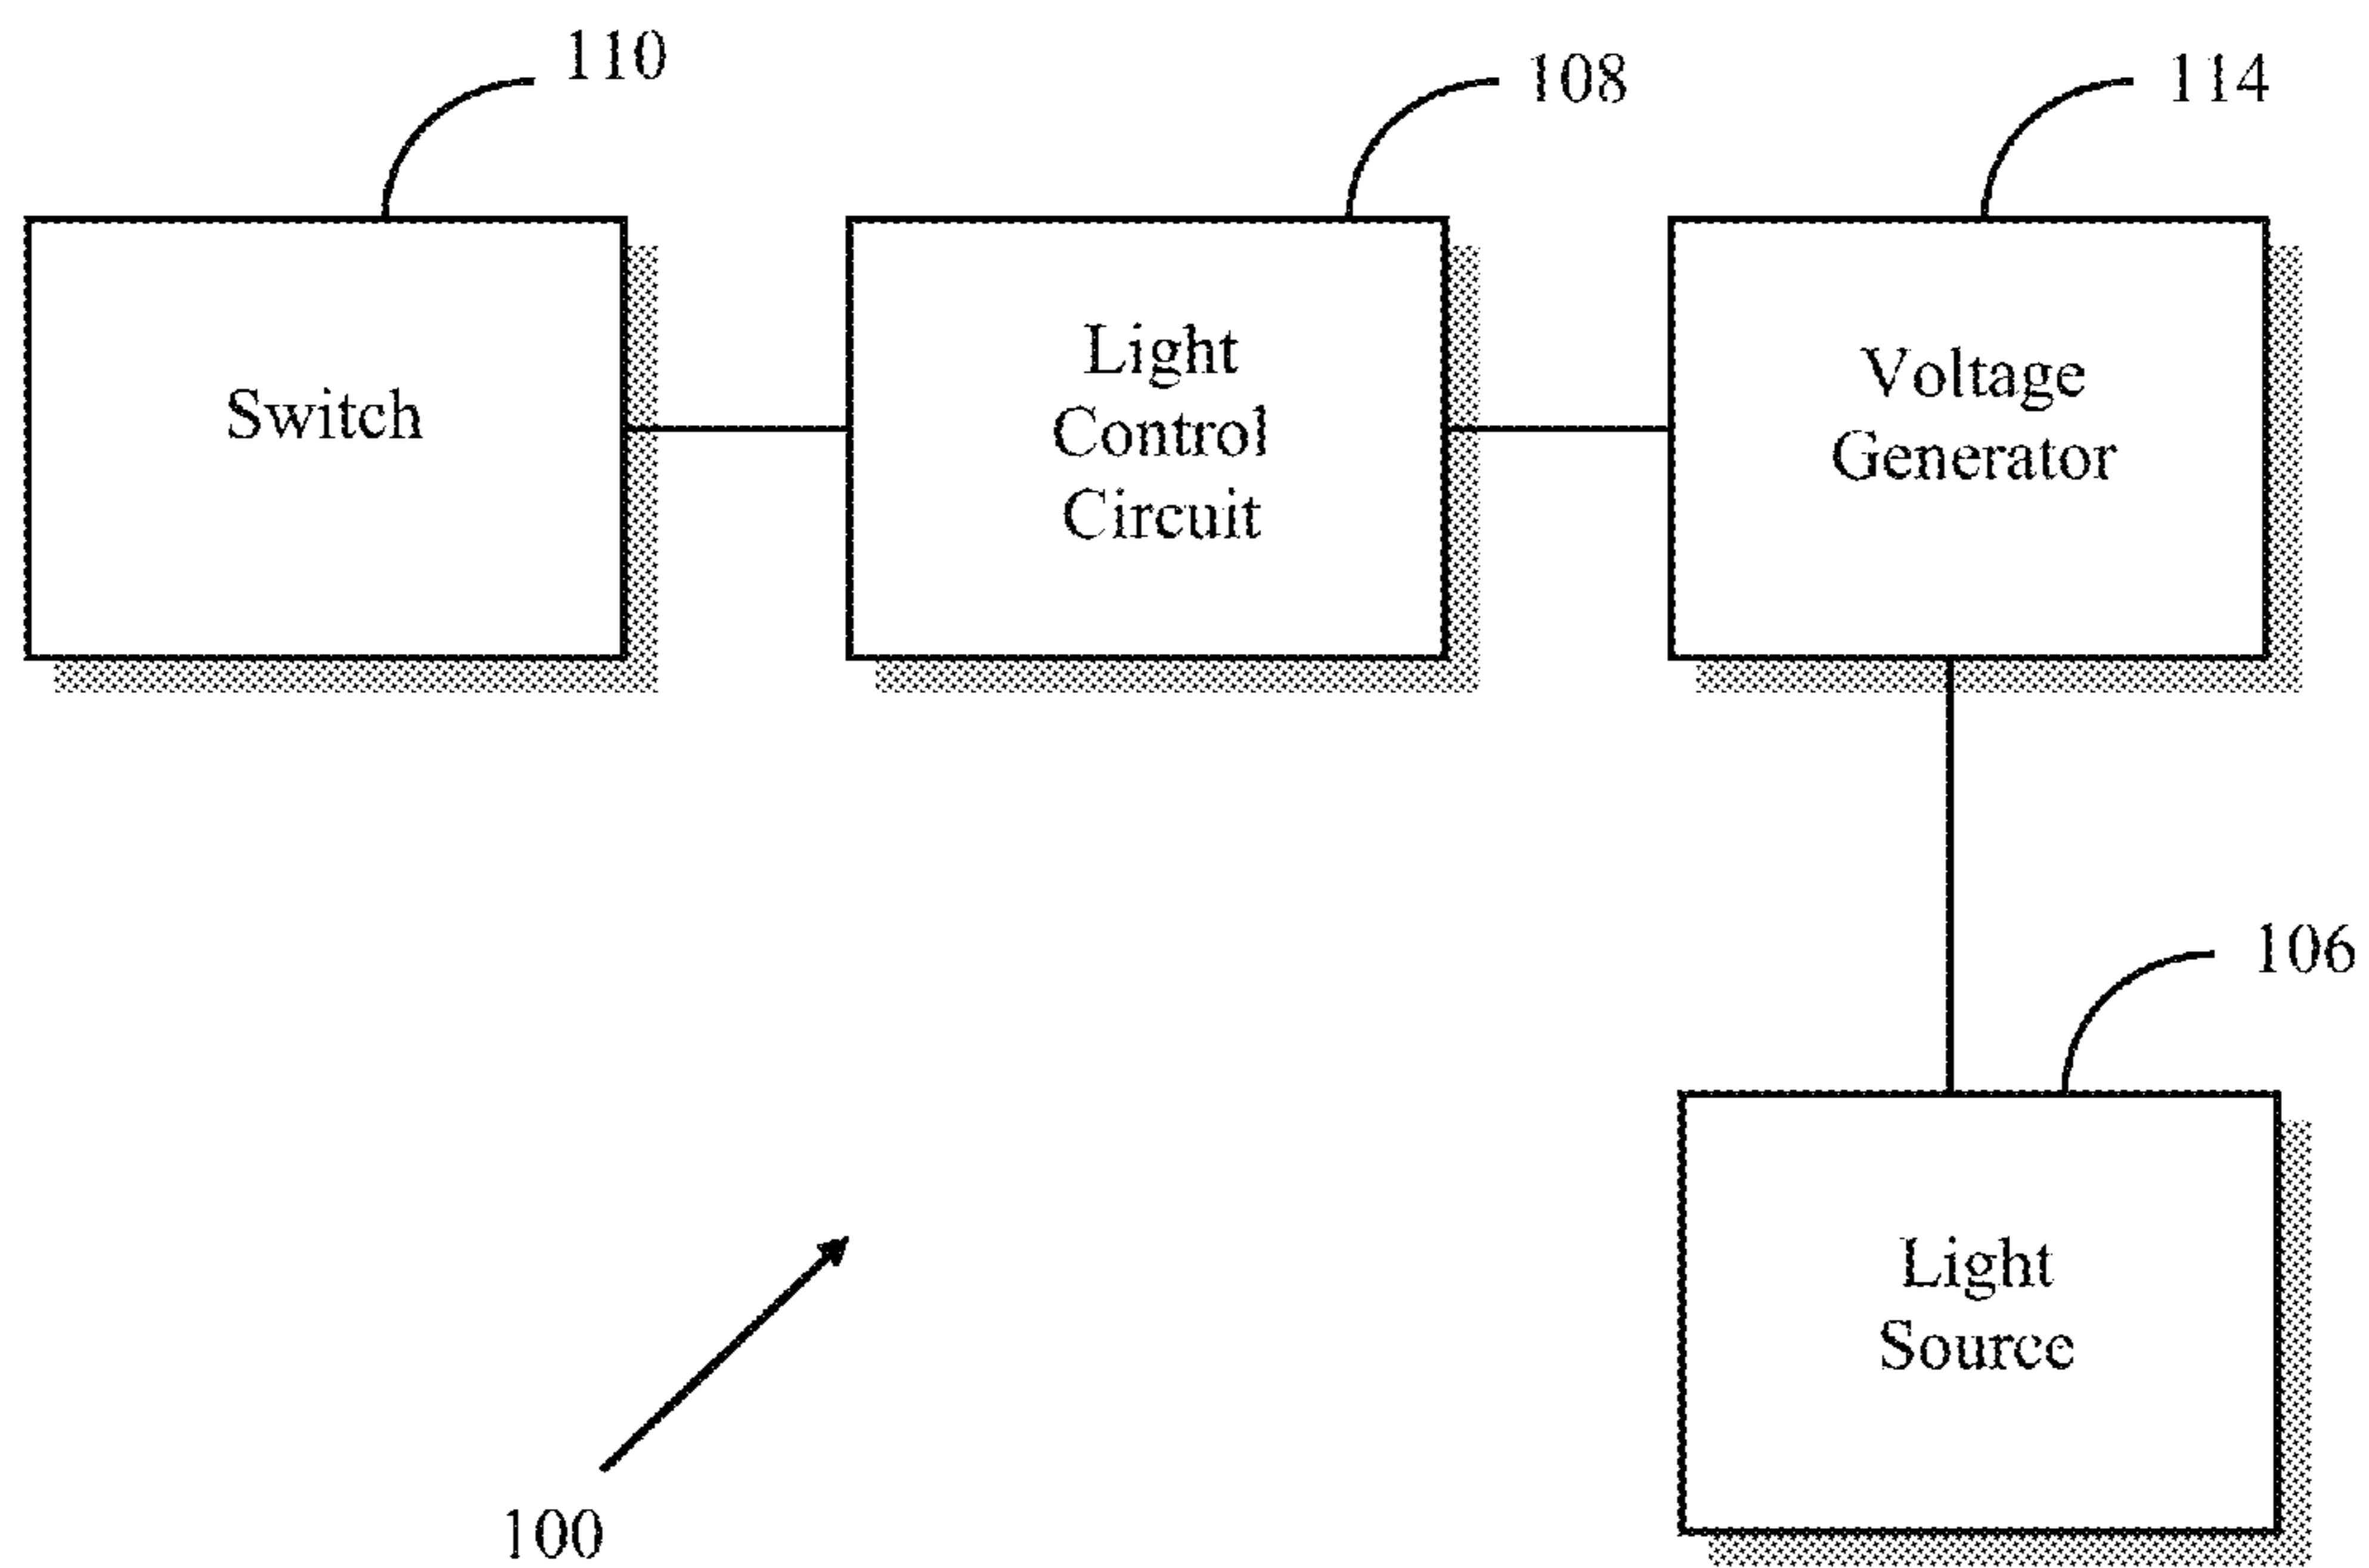 110
108
114
Switch
Light
Control
Circuit
Voltage
Generator
106
Light
Source
100